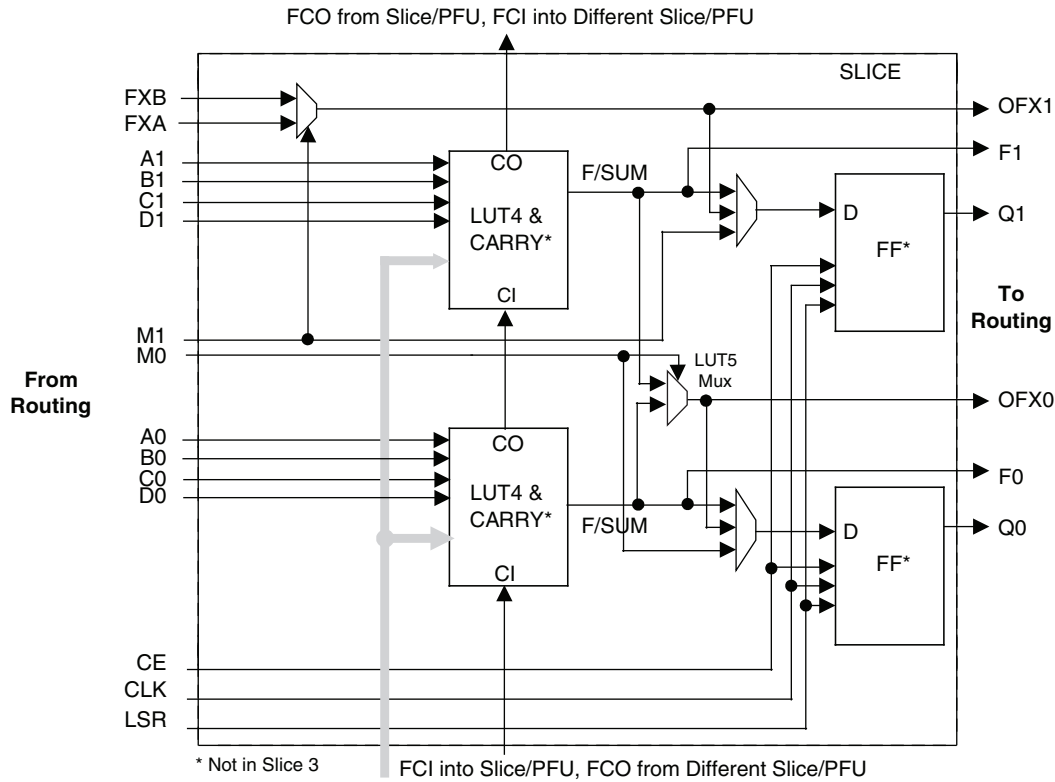 FCO from Slice/PFU, FCI into Different Slice/PFU
SLICE
FXB
FXA
OFX1
F1
A1
B1
C1
D1
CO
LUT4 &
CARRY*
CI
F/SUM
D
FF*
Q1
To
Routing
M1
M0
From
Routing
LUT5
Mux
OFX0
A0
B0
C0
D0
CO
LUT4 &
CARRY*
CI
F/SUM
F0
D
FF*
Q0
CE
CLK
LSR
* Not in Slice 3
FCI into Slice/PFU, FCO from Different Slice/PFU